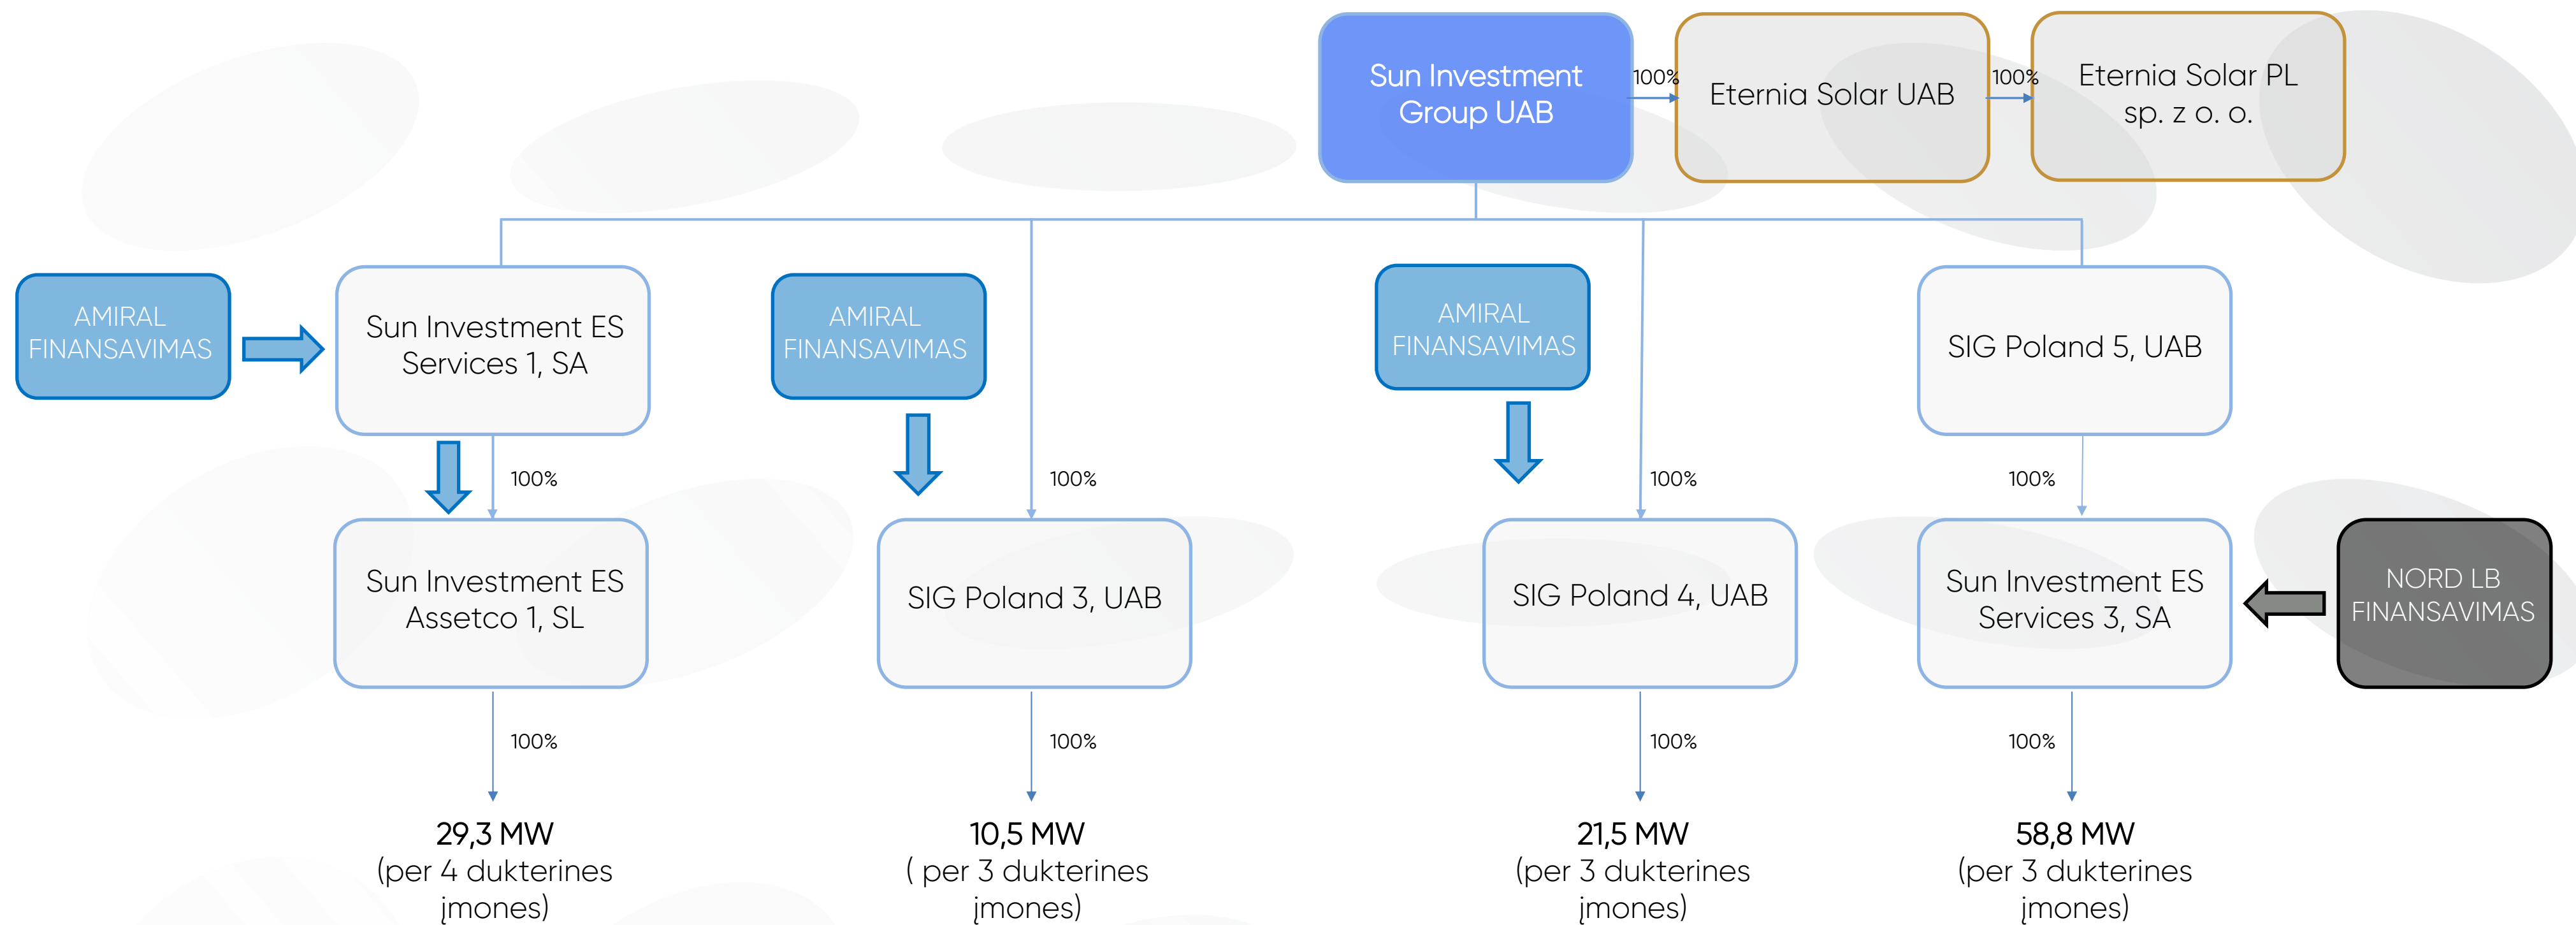 Sun Investment
Group UAB
100%
Eternia Solar UAB
100%
Eternia Solar PL
sp. z o. o.
AMIRAL
FINANSAVIMAS
Sun Investment ES
Services 1, SA
AMIRAL
FINANSAVIMAS
AMIRAL
FINANSAVIMAS
SIG Poland 5, UAB
100%
100%
100%
100%
Sun Investment ES
Assetco 1, SL
SIG Poland 3, UAB
SIG Poland 4, UAB
Sun Investment ES
Services 3, SA
NORD LB
FINANSAVIMAS
100%
100%
100%
100%
29,3 MW
(per 4 dukterines
įmones)
10,5 MW
( per 3 dukterines
įmones)
21,5 MW
(per 3 dukterines
įmones)
58,8 MW
(per 3 dukterines
įmones)